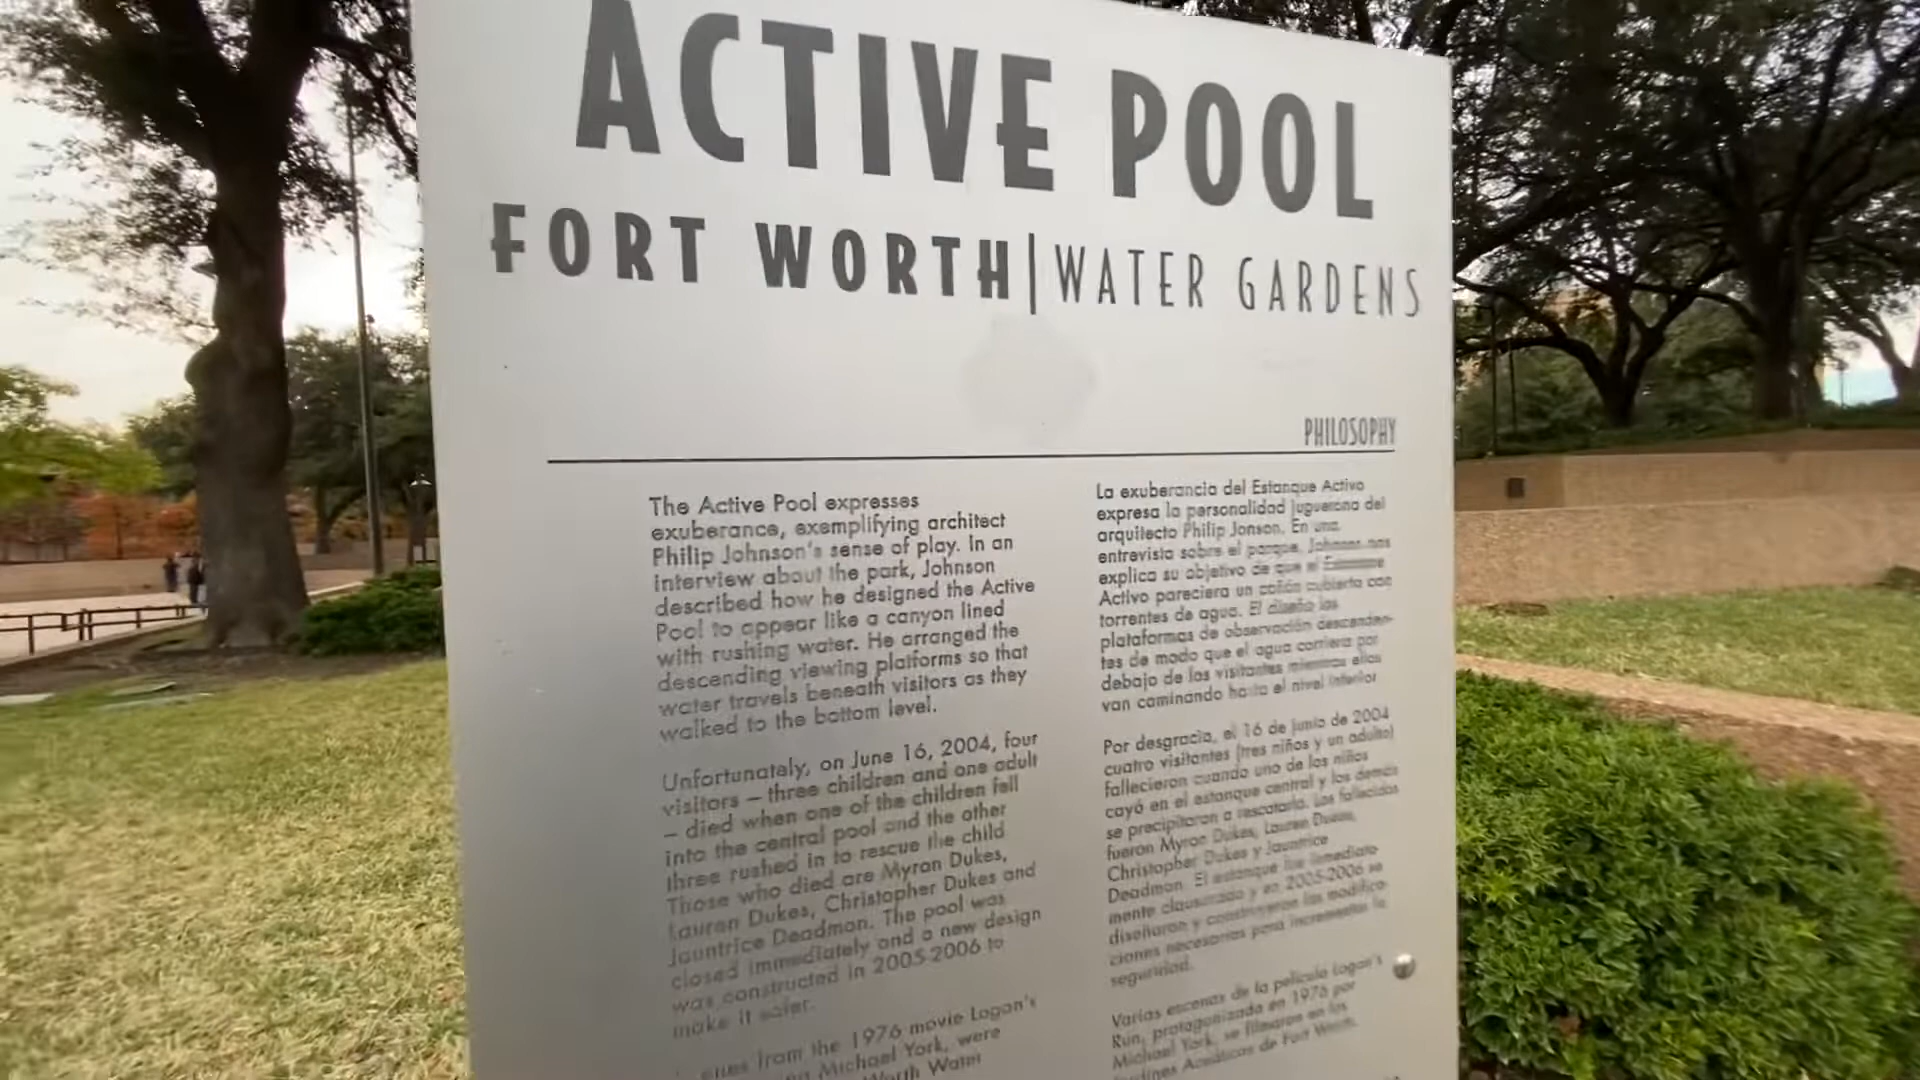 ACTIVE POOL
FORT WORTH|WATER GARDENS
PHILOSOPHY
The Active Pool expresses
exuberance, exemplifying architect
Philip Johnson's sense of play. In an
interview about the park, Johnson
described how he designed the Active
Pool to appear like a canyon lined
with rushing water. He arranged the
descending viewing platforms so that
water travels beneath visitors as they
walked to the bottom level.
Unfortunately, on June 16, 2004, four
visitors – three children and one adult
– died when one of the children fell
into the central pool and the other
three rushed in to rescue the child
Those who died are Myron Dukes,
Lauren Dukes, Christopher Dukes and
Jauntrice Deadmon. The pool was
closed immediately and a new design
was constructed in 2005-2006 to
make it safer.
from the 1976 movie Logan's
Michael York, were
Worth Water
La exuberancia del Estanque Activo
expresa la personalidad juguetona del
arquitecto Philip Jonson. En una
entrevista sobre el parque, Johnson nos
explica su objetivo de que el Estanque
Activo pareciera un cañón cubierto con
torrentes de agua. El diseño las
plataformas de observación descenden-
tes de modo que el agua corriera por
debajo de los visitantes mientras ellos
van caminando hasta el nivel inferior
Por desgracia, el 16 de junio de 2004
cuatro visitantes (tres niños y un adulto)
fallecieron cuando uno de los niños
cayó en el estanque central y los demás
se precipitaron a rescatarlo. Los fallecidos
fueron Myron Dukes, Lauren Dukes,
Christopher Dukes y Jauntrice
Deadmon. El estanque fue inmediata-
mente clausurado y en 2005-2006 se
diseñaron y construyeron las modifica-
ciones necesarias para incrementar la
seguridad.
Varias escenas de la película Logan's
Run, protagonizada en 1976 por
Michael York, se filmaron en los
Jardines Acuáticos de Fort Worth.